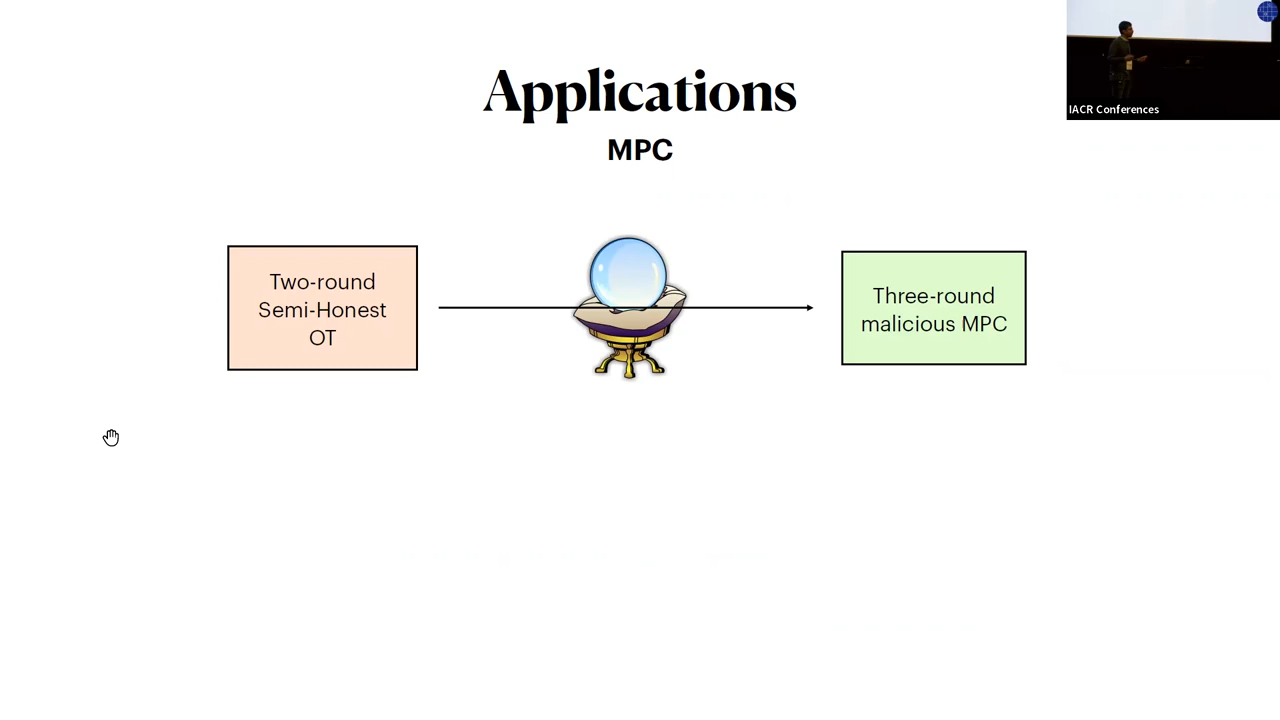 Applications
MPC
Two-round
Semi-Honest
OT
Three-round
malicious MPC
IACR Conferences